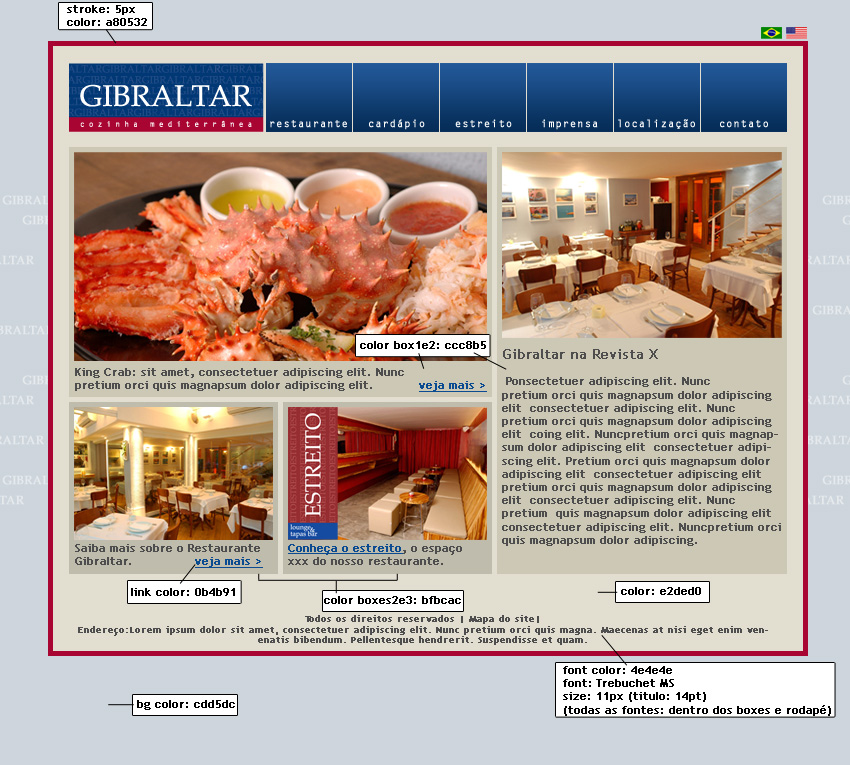 stroke: 5px
color: a80532
GIBRALTAR
cozinha mediterrânea
restaurante
cardápio
estreito
imprensa
localização
contato
color box1e2: ccc8b5
King Crab: sit amet, consectetuer adipiscing elit. Nunc
pretium orci quis magnapsum dolor adipiscing elit.
veja mais >
Gibraltar na Revista X
Ponsectetuer adipiscing elit. Nunc
pretium orci quis magnapsum dolor adipiscing
elit consectetuer adipiscing elit. Nunc
pretium orci quis magnapsum dolor adipiscing
elit coing elit. Nuncpretium orci quis magnap-
sum dolor adipiscing elit consectetuer adipi-
scing elit. Pretium orci quis magnapsum dolor
adipiscing elit consectetuer adipiscing elit
pretium orci quis magnapsum dolor adipiscing
elit consectetuer adipiscing elit. Nunc
pretium quis magnapsum dolor adipiscing elit
consectetuer adipiscing elit. Nuncpretium orci
quis magnapsum dolor adipiscing.
Saiba mais sobre o Restaurante
Gibraltar.
veja mais >
ESTREITO
lounge&
tapas bar
Conheça o estreito, o espaço
xxx do nosso restaurante.
link color: 0b4b91
color boxes2e3: bfbcac
color: e2ded0
Todos os direitos reservados | Mapa do site|
Endereço:Lorem ipsum dolor sit amet, consectetuer adipiscing elit. Nunc pretium orci quis magna. Maecenas at nisi eget enim ven-
enatis bibendum. Pellentesque hendrerit. Suspendisse et quam.
font color: 4e4e4e
font: Trebuchet MS
size: 11px (titulo: 14pt)
(todas as fontes: dentro dos boxes e rodapé)
bg color: cdd5dc